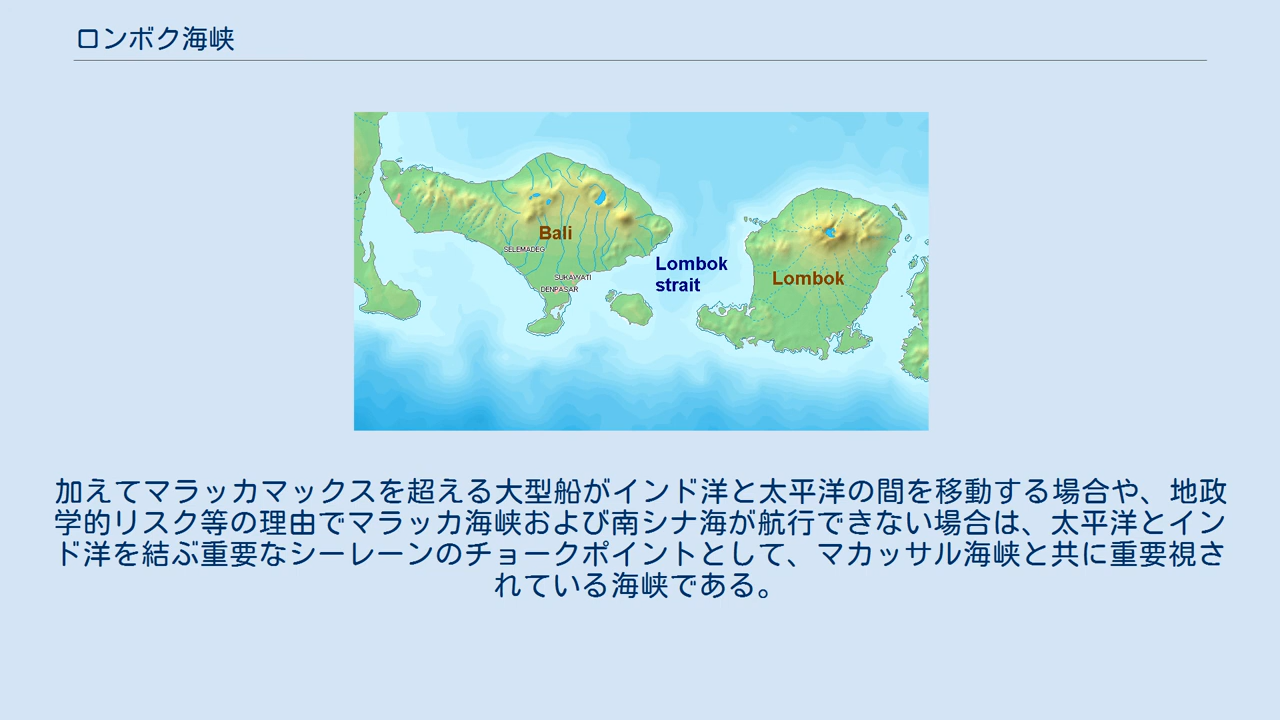 ロンボク海峡
Bali
SELEMADEG
SUKAWATI
DENPASAR
Lombok
strait
Lombok
加えてマラッカマックスを超える大型船がインド洋と太平洋の間を移動する場合や、地政
学的リスク等の理由でマラッカ海峡および南シナ海が航行できない場合は、太平洋とイン
ド洋を結ぶ重要なシーレーンのチョークポイントとして、マカッサル海峡と共に重要視さ
れている海峡である。